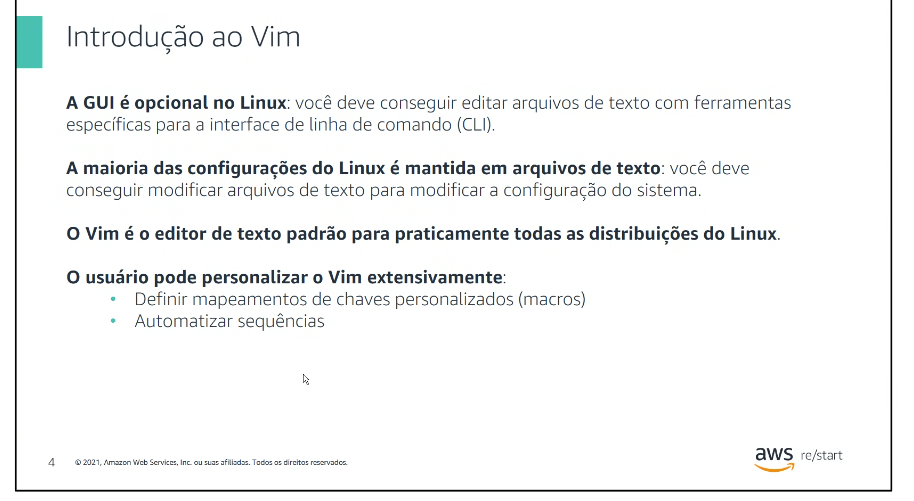 Introdução ao Vim
A GUI é opcional no Linux: você deve conseguir editar arquivos de texto com ferramentas
específicas para a interface de linha de comando (CLI).
A maioria das configurações do Linux é mantida em arquivos de texto: você deve
conseguir modificar arquivos de texto para modificar a configuração do sistema.
O Vim é o editor de texto padrão para praticamente todas as distribuições do Linux.
O usuário pode personalizar o Vim extensivamente:
• Definir mapeamentos de chaves personalizados (macros)
• Automatizar sequências
4 © 2021, Amazon Web Services, Inc. ou suas afiliadas. Todos os direitos reservados.
aws re/start